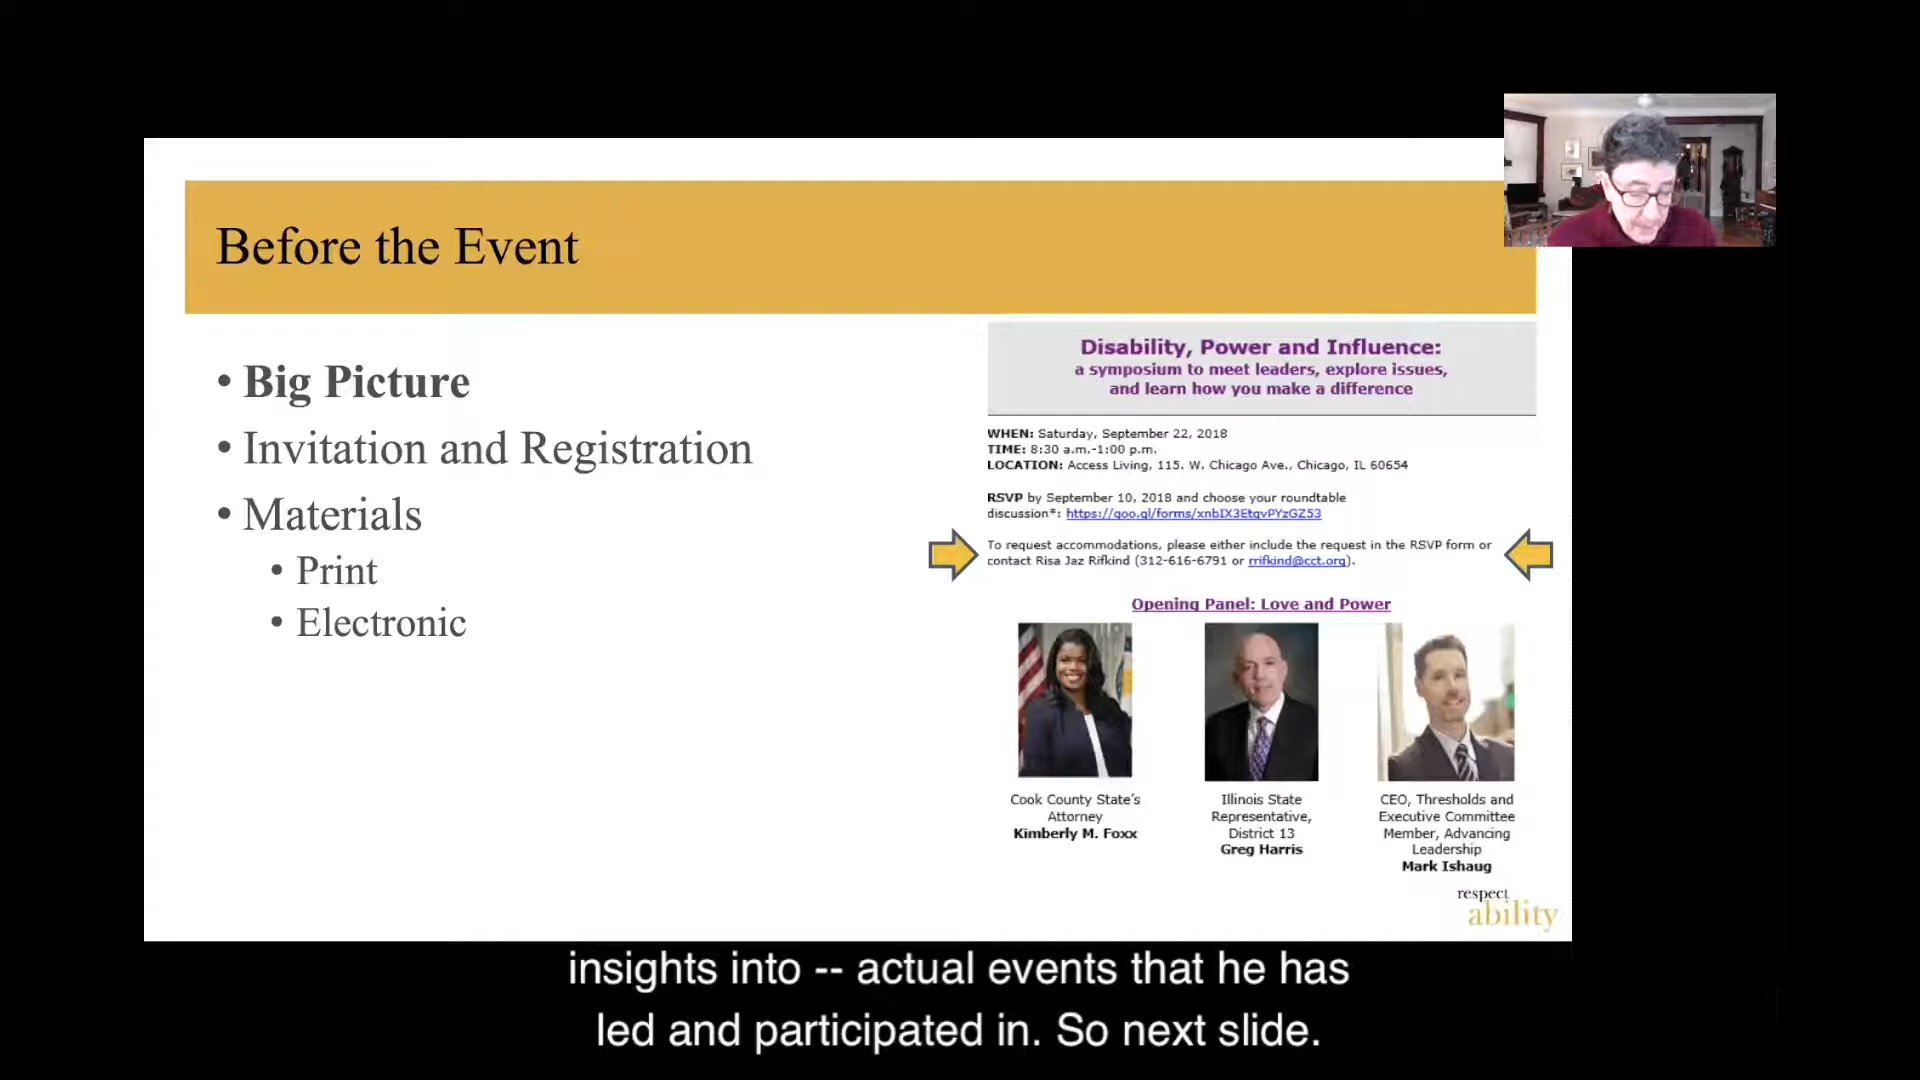 Before the Event
• Big Picture
• Invitation and Registration
• Materials
• Print
• Electronic
Disability, Power and Influence:
a symposium to meet leaders, explore issues,
and learn how you make a difference
WHEN: Saturday, September 22, 2018
TIME: 8:30 a.m.-1:00 p.m.
LOCATION: Access Living, 115. W. Chicago Ave., Chicago, IL 60654
RSVP by September 10, 2018 and choose your roundtable
discussion*: https://goo.gl/forms/xnbIX3EtqvPYzGZ53
To request accommodations, please either include the request in the RSVP form or
contact Risa Jaz Rifkind (312-616-6791 or rrifkind@cct.org).
Opening Panel: Love and Power
Cook County State's
Attorney
Kimberly M. Foxx
Illinois State
Representative,
District 13
Greg Harris
CEO, Thresholds and
Executive Committee
Member, Advancing
Leadership
Mark Ishaug
respect
ability
insights into -- actual events that he has
led and participated in. So next slide.